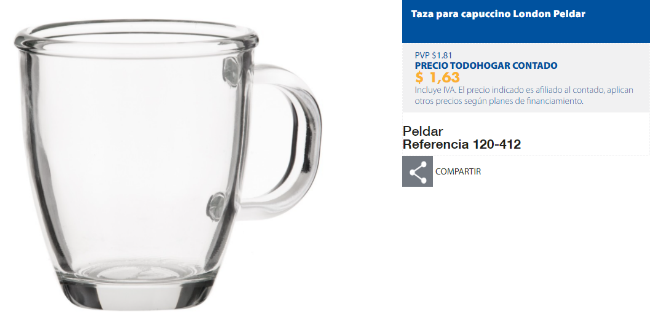 Taza para capuccino London Peldar
PVP $1.81
PRECIO TODOHOGAR CONTADO
$ 1,63
Incluye IVA. El precio indicado es afiliado al contado, aplican
otros precios según planes de financiamiento.
Peldar
Referencia 120-412
COMPARTIR